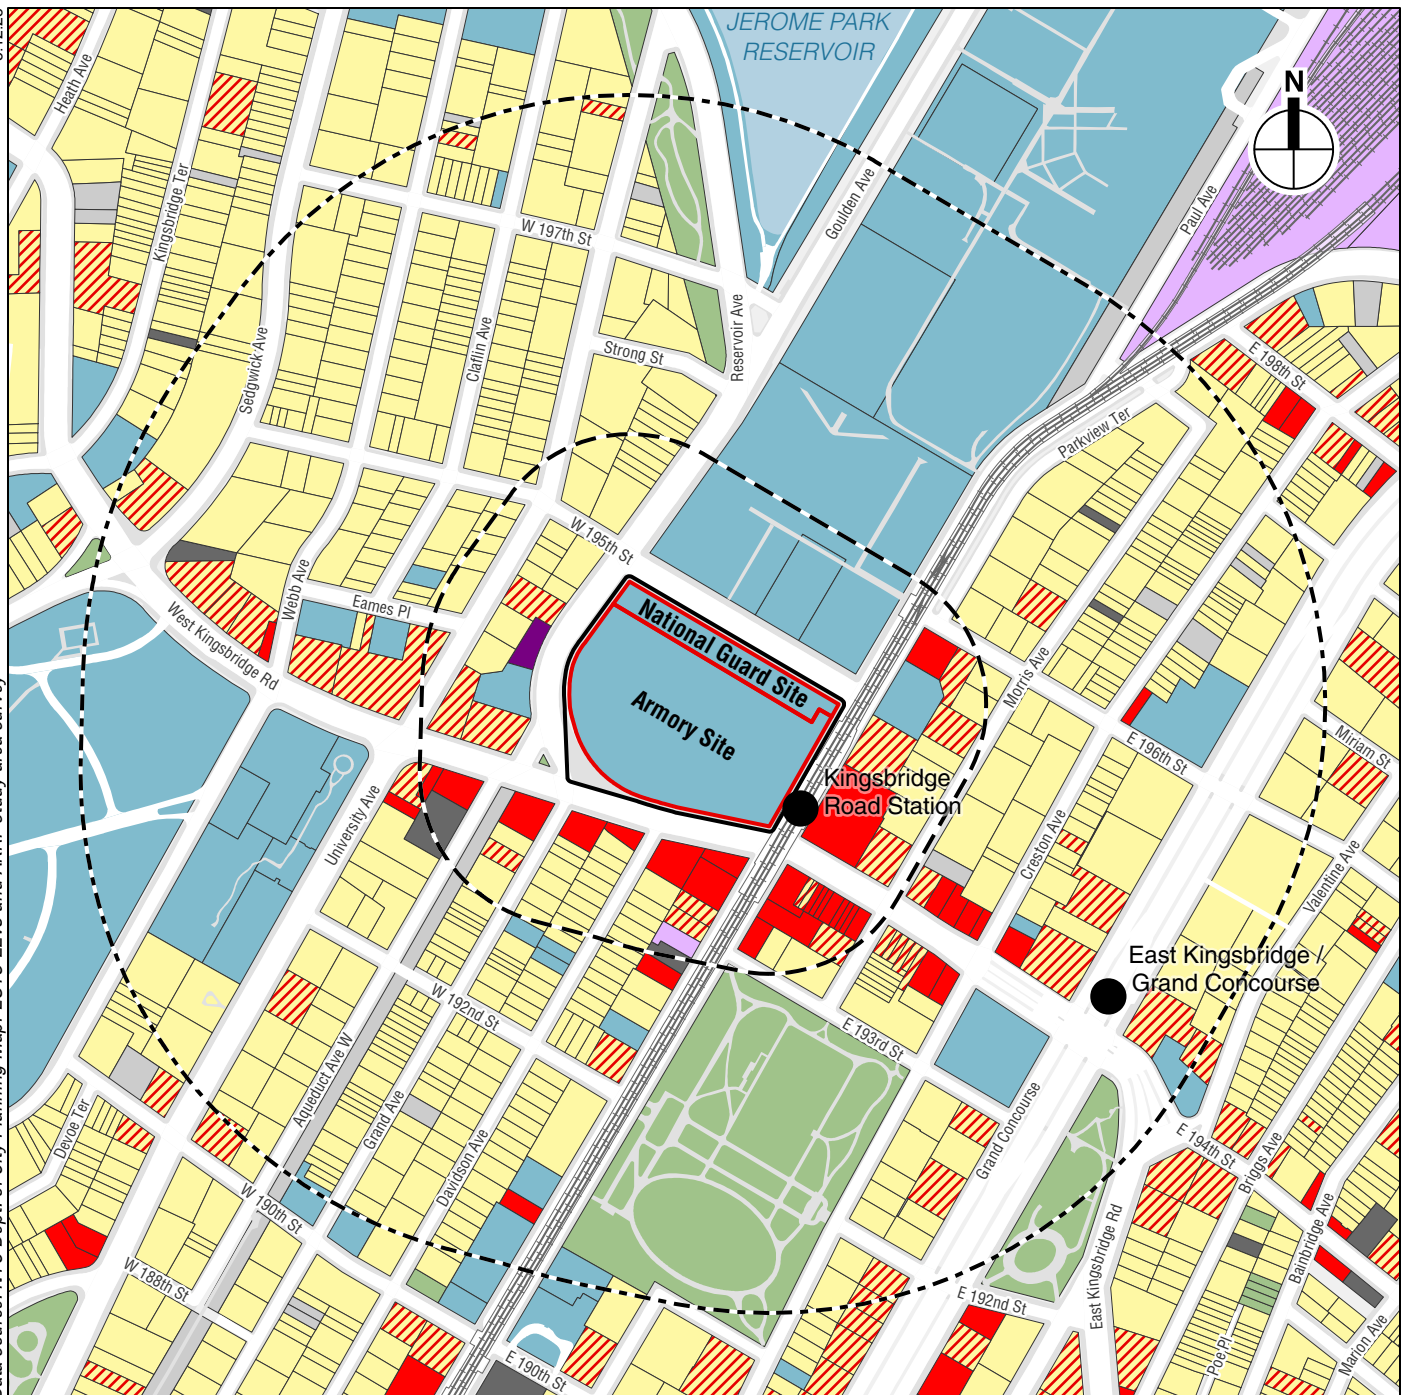 JEROME PARK
RESERVOIR
N
Heath Ave
Kingsbridge Ter
Goulden Ave
Paul Ave
W 197th St
Reservoir Ave
Claflin Ave
Sedgwick Ave
Strong St
E 198th St
Parkview Ter
W 195th St
Webb Ave
Eames Pl
West Kingsbridge Rd
National Guard Site
Armory Site
Morris Ave
E 196th St
Miriam St
Kingsbridge
Road Station
University Ave
Creston Ave
Valentine Ave
East Kingsbridge /
Grand Concourse
W 192nd St
E 193rd St
Aqueduct Ave W
Grand Ave
Davidson Ave
Devoe Ter
Grand Concourse
E 194th St
Briggs Ave
W 190th St
East Kingsbridge Rd
Bainbridge Ave
W 188th St
E 192nd St
E 190th St
Poe Pl
Marion Ave